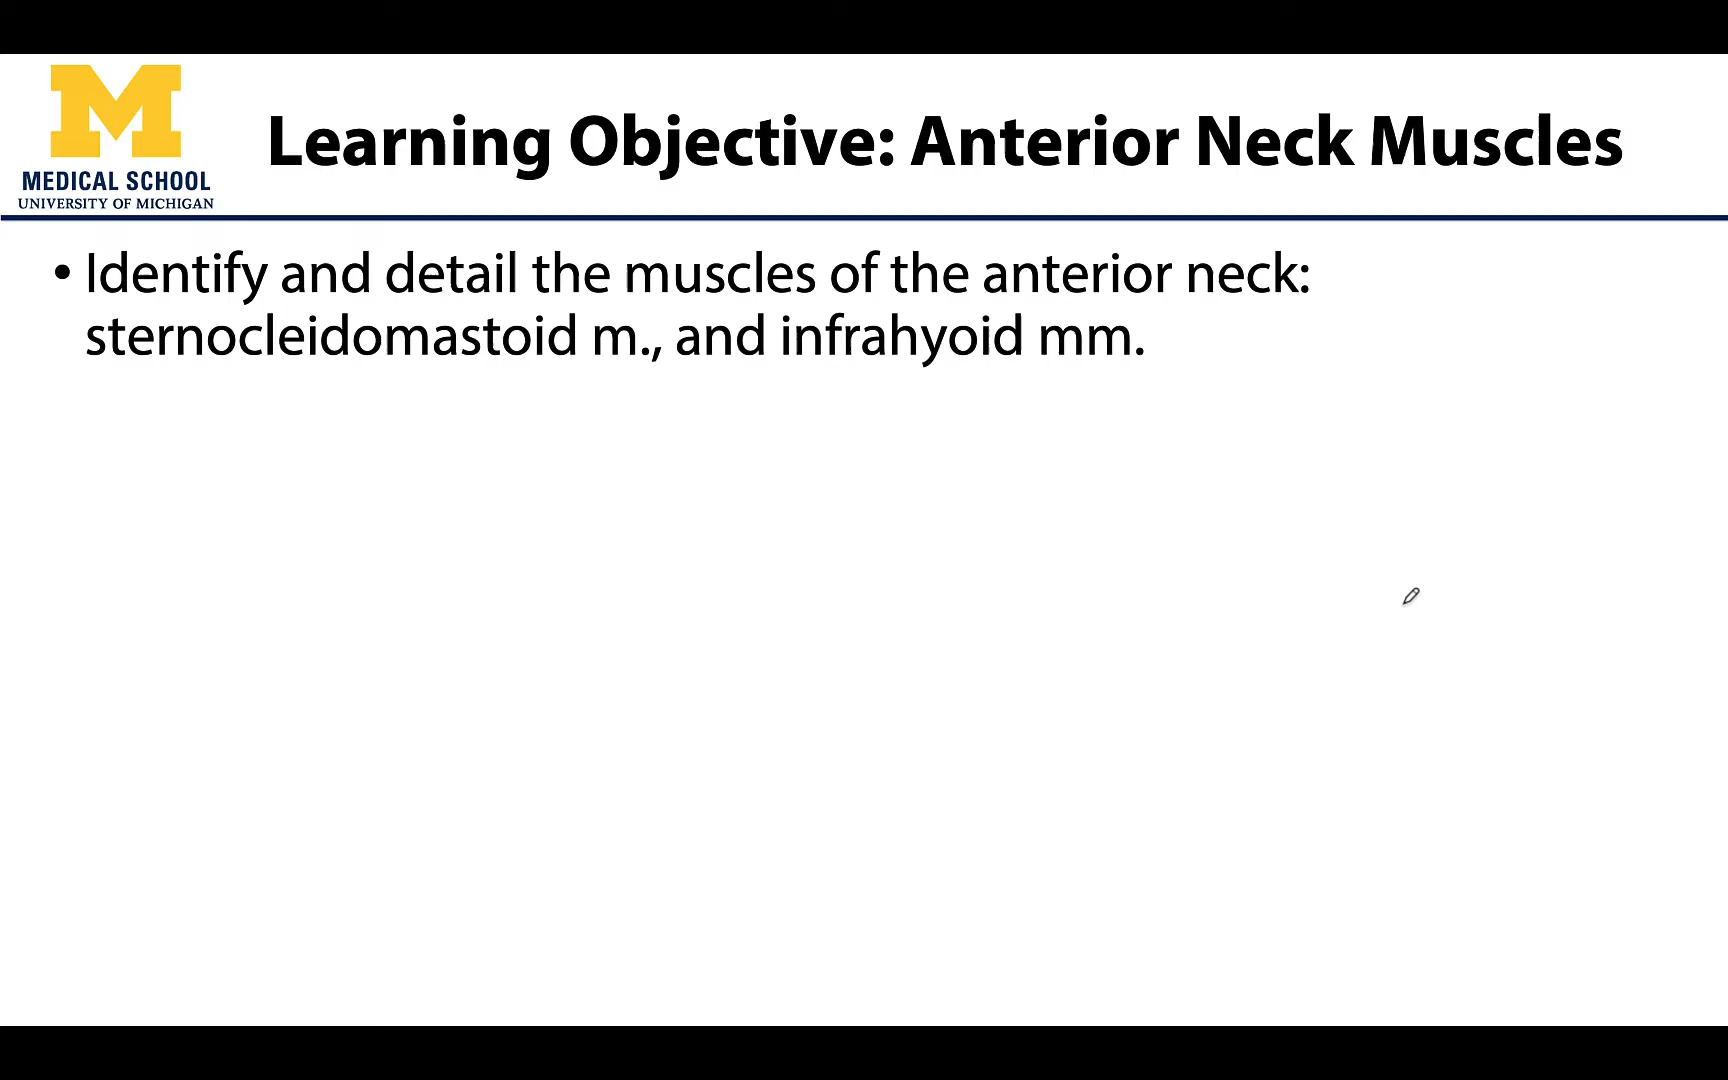 M
MEDICAL SCHOOL
UNIVERSITY OF MICHIGAN
Learning Objective: Anterior Neck Muscles
• Identify and detail the muscles of the anterior neck:
sternocleidomastoid m., and infrahyoid mm.